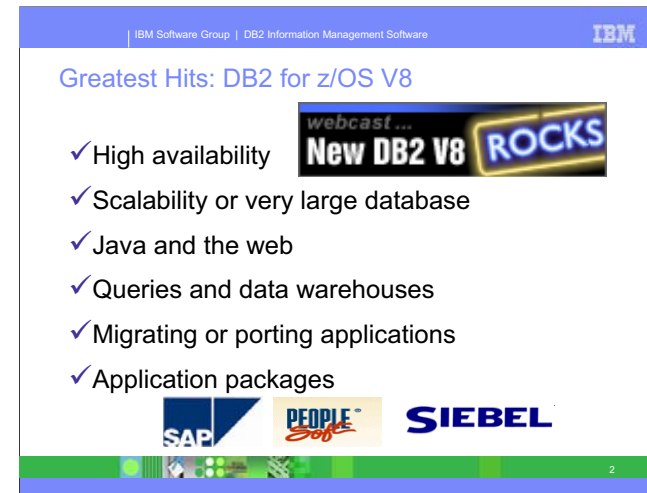 IBM Software Group | DB2 Information Management Software
IBM
Greatest Hits: DB2 for z/OS V8
webcast ...
New DB2 V8 ROCKS
✓High availability
✓Scalability or very large database
✓Java and the web
✓Queries and data warehouses
✓Migrating or porting applications
✓Application packages
SAP
PEOPLE®
Soft
SIEBEL
2